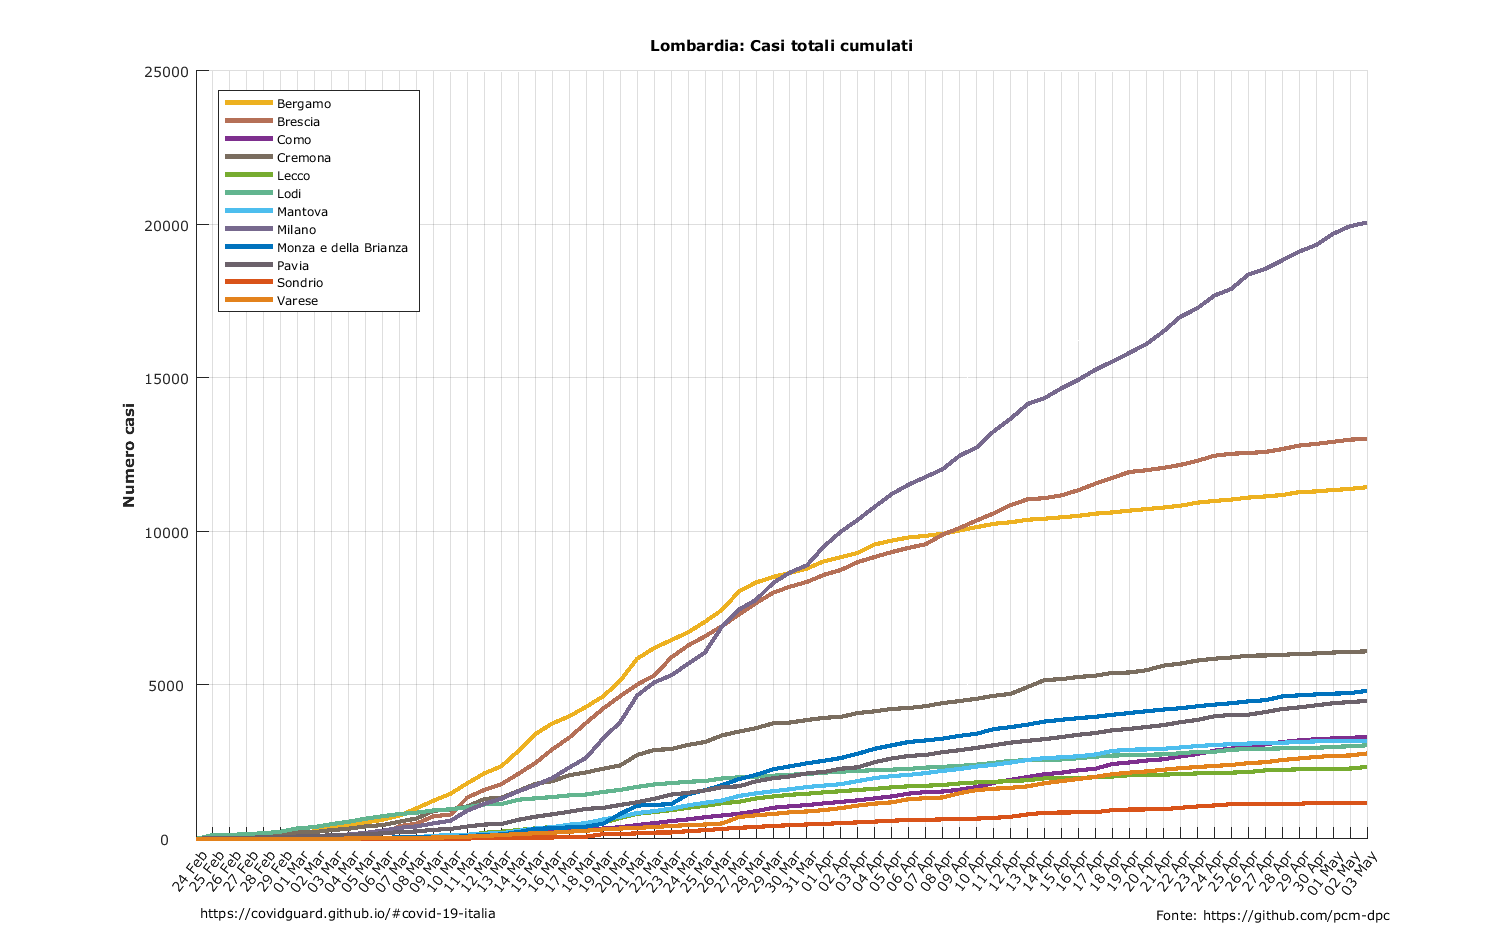 Lombardia: Casi totali cumulati
25000
20000
15000
10000
5000
0
Numero casi
Bergamo
Brescia
Como
Cremona
Lecco
Lodi
Mantova
Milano
Monza e della Brianza
Pavia
Sondrio
Varese
24 Feb
25 Feb
26 Feb
27 Feb
28 Feb
29 Feb
01 Mar
02 Mar
03 Mar
04 Mar
05 Mar
06 Mar
07 Mar
08 Mar
09 Mar
10 Mar
11 Mar
12 Mar
13 Mar
14 Mar
15 Mar
16 Mar
17 Mar
18 Mar
19 Mar
20 Mar
21 Mar
22 Mar
23 Mar
24 Mar
25 Mar
26 Mar
27 Mar
28 Mar
29 Mar
30 Mar
31 Mar
01 Apr
02 Apr
03 Apr
04 Apr
05 Apr
06 Apr
07 Apr
08 Apr
09 Apr
10 Apr
11 Apr
12 Apr
13 Apr
14 Apr
15 Apr
16 Apr
17 Apr
18 Apr
19 Apr
20 Apr
21 Apr
22 Apr
23 Apr
24 Apr
25 Apr
26 Apr
27 Apr
28 Apr
29 Apr
30 Apr
01 May
02 May
03 May
https://covidguard.github.io/#covid-19-italia
Fonte: https://github.com/pcm-dpc